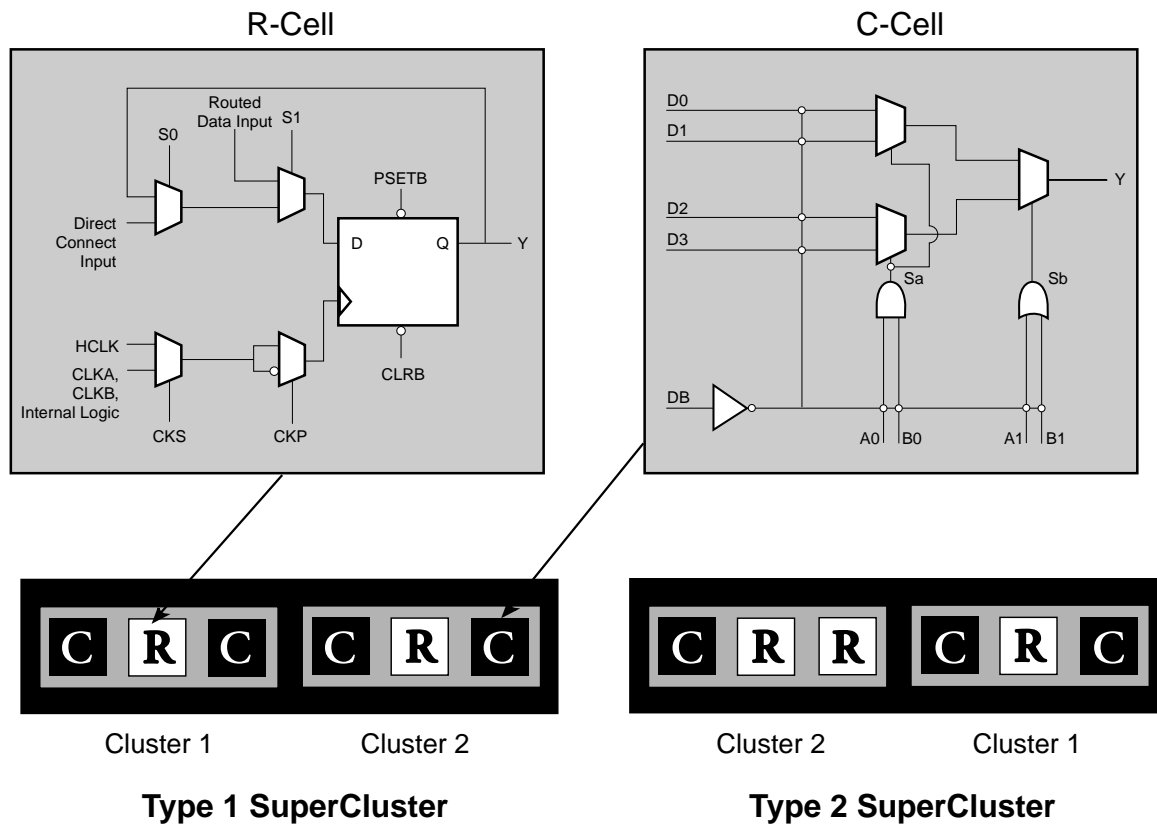 R-Cell
Routed
Data Input
S1
S0
PSETB
Direct
Connect
Input
D
Q
Y
HCLK
CLKA,
CLKB,
Internal Logic
CLRB
CKS
CKP
C-Cell
D0
D1
D2
D3
Y
Sa
Sb
DB
A0
B0
A1
B1
C
R
C
C
R
C
Cluster 1
Cluster 2
Type 1 SuperCluster
C
R
R
C
R
C
Cluster 2
Cluster 1
Type 2 SuperCluster